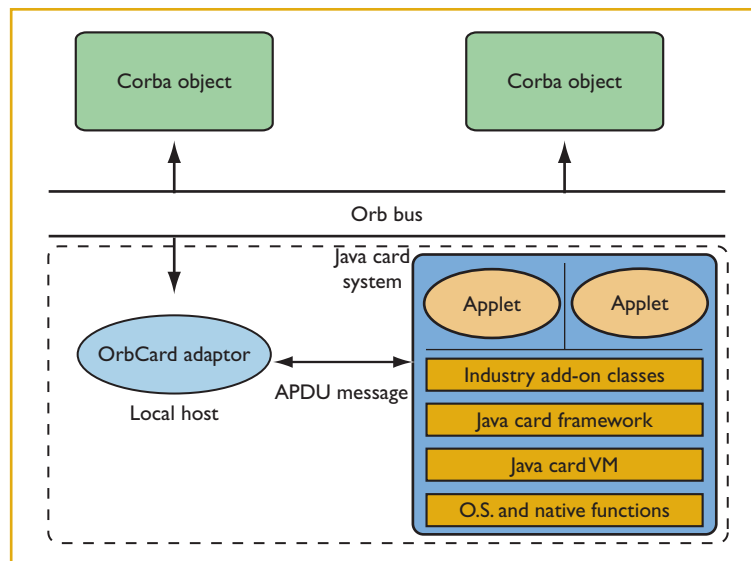 Corba object
Corba object
Orb bus
Java card
system
Applet
Applet
OrbCard adaptor
APDU message
Local host
Industry add-on classes
Java card framework
Java card VM
O.S. and native functions